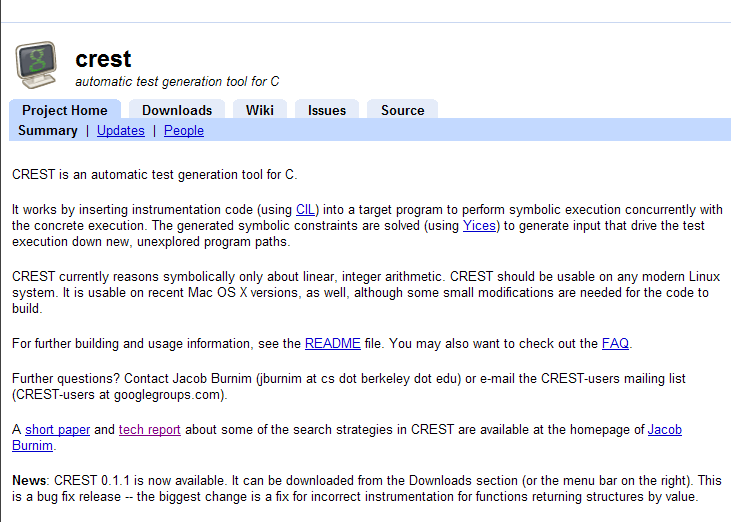 crest
automatic test generation tool for C
Project Home Downloads Wiki Issues Source
Summary | Updates | People
CREST is an automatic test generation tool for C.
It works by inserting instrumentation code (using CIL) into a target program to perform symbolic execution concurrently with
the concrete execution. The generated symbolic constraints are solved (using Yices) to generate input that drive the test
execution down new, unexplored program paths.
CREST currently reasons symbolically only about linear, integer arithmetic. CREST should be usable on any modern Linux
system. It is usable on recent Mac OS X versions, as well, although some small modifications are needed for the code to
build.
For further building and usage information, see the README file. You may also want to check out the FAQ.
Further questions? Contact Jacob Burnim (jburnim at cs dot berkeley dot edu) or e-mail the CREST-users mailing list
(CREST-users at googlegroups.com).
A short paper and tech report about some of the search strategies in CREST are available at the homepage of Jacob
Burnim.
News: CREST 0.1.1 is now available. It can be downloaded from the Downloads section (or the menu bar on the right). This
is a bug fix release -- the biggest change is a fix for incorrect instrumentation for functions returning structures by value.